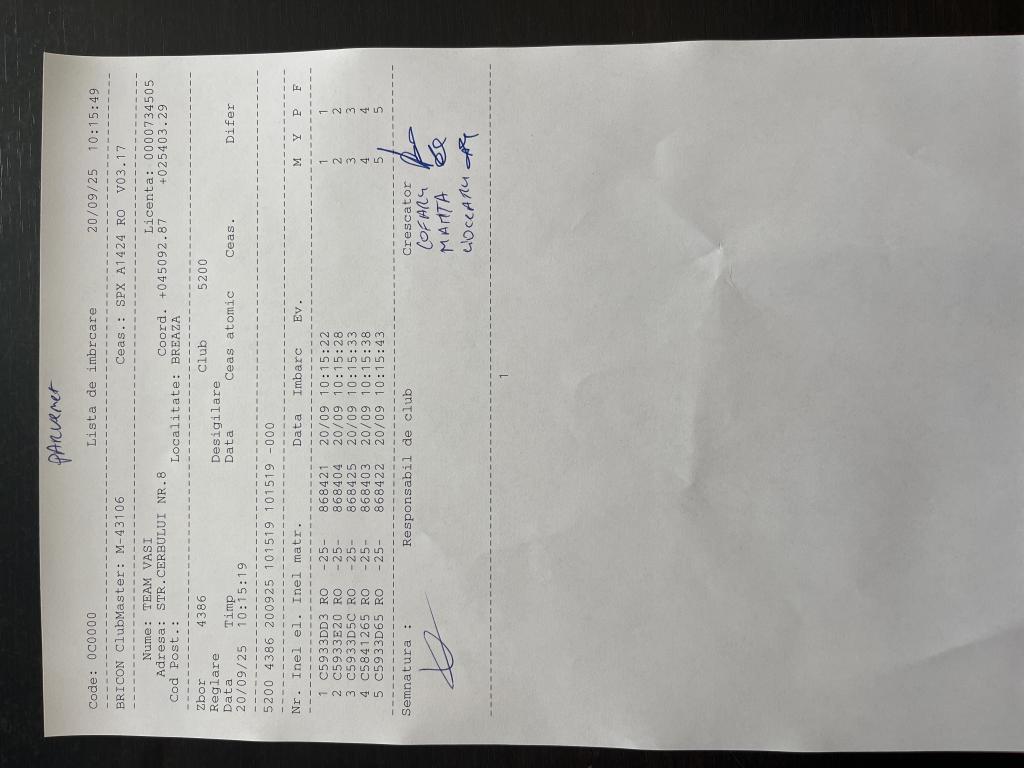 Code: 0C0000 Lista de imbrcare 20/09/25 10:15:49
BRICON ClubMaster: M-43106 Ceas.: SPX A1424 RO V03.17
Nume: TEAM VASI Licenta: 0000734505
Adresa: STR.CERBULUI NR.8 Coord. +045092.87 +025403.29
Cod Post.: Localitate: BREAZA
Zbor 4386 Club 5200
Reglare Desigilare
Data Timp Data Ceas atomic Ceas. Difer
20/09/25 10:15:19
5200 4386 200925 101519 101519 101519 -000
Nr. Inel el. Inel matr. Data Imbarc Ev. M Y P F
1 C5933DD3 RO -25- 868421 20/09 10:15:22 1 1
2 C5933E20 RO -25- 868404 20/09 10:15:28 2 2
3 C5933D5C RO -25- 868425 20/09 10:15:33 3 3
4 C5841265 RO -25- 868403 20/09 10:15:38 4 4
5 C5933D65 RO -25- 868422 20/09 10:15:43 5 5
Semnatura : Responsabil de club Crescator
MANTA
1